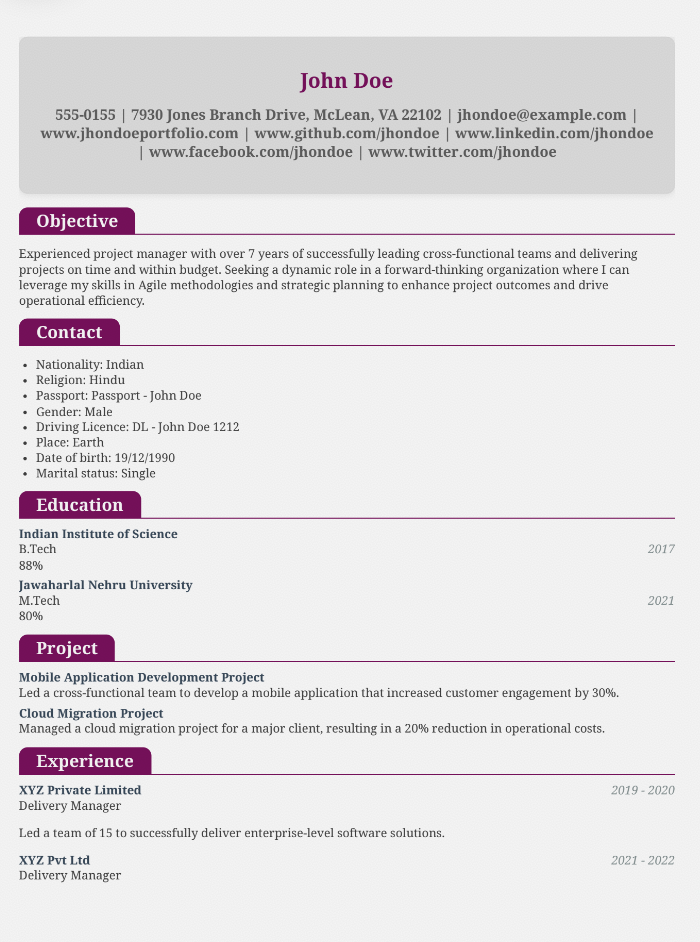 John Doe
555-0155 | 7930 Jones Branch Drive, McLean, VA 22102 | jhondoe@example.com |
www.jhondoeportfolio.com | www.github.com/jhondoe | www.linkedin.com/jhondoe
| www.facebook.com/jhondoe | www.twitter.com/jhondoe
Objective
Experienced project manager with over 7 years of successfully leading cross-functional teams and delivering
projects on time and within budget. Seeking a dynamic role in a forward-thinking organization where I can
leverage my skills in Agile methodologies and strategic planning to enhance project outcomes and drive
operational efficiency.
Contact
• Nationality: Indian
• Religion: Hindu
• Passport: Passport - John Doe
• Gender: Male
• Driving Licence: DL - John Doe 1212
• Place: Earth
• Date of birth: 19/12/1990
• Marital status: Single
Education
Indian Institute of Science
B.Tech 2017
88%
Jawaharlal Nehru University
M.Tech 2021
80%
Project
Mobile Application Development Project
Led a cross-functional team to develop a mobile application that increased customer engagement by 30%.
Cloud Migration Project
Managed a cloud migration project for a major client, resulting in a 20% reduction in operational costs.
Experience
XYZ Private Limited 2019 - 2020
Delivery Manager
Led a team of 15 to successfully deliver enterprise-level software solutions.
XYZ Pvt Ltd 2021 - 2022
Delivery Manager